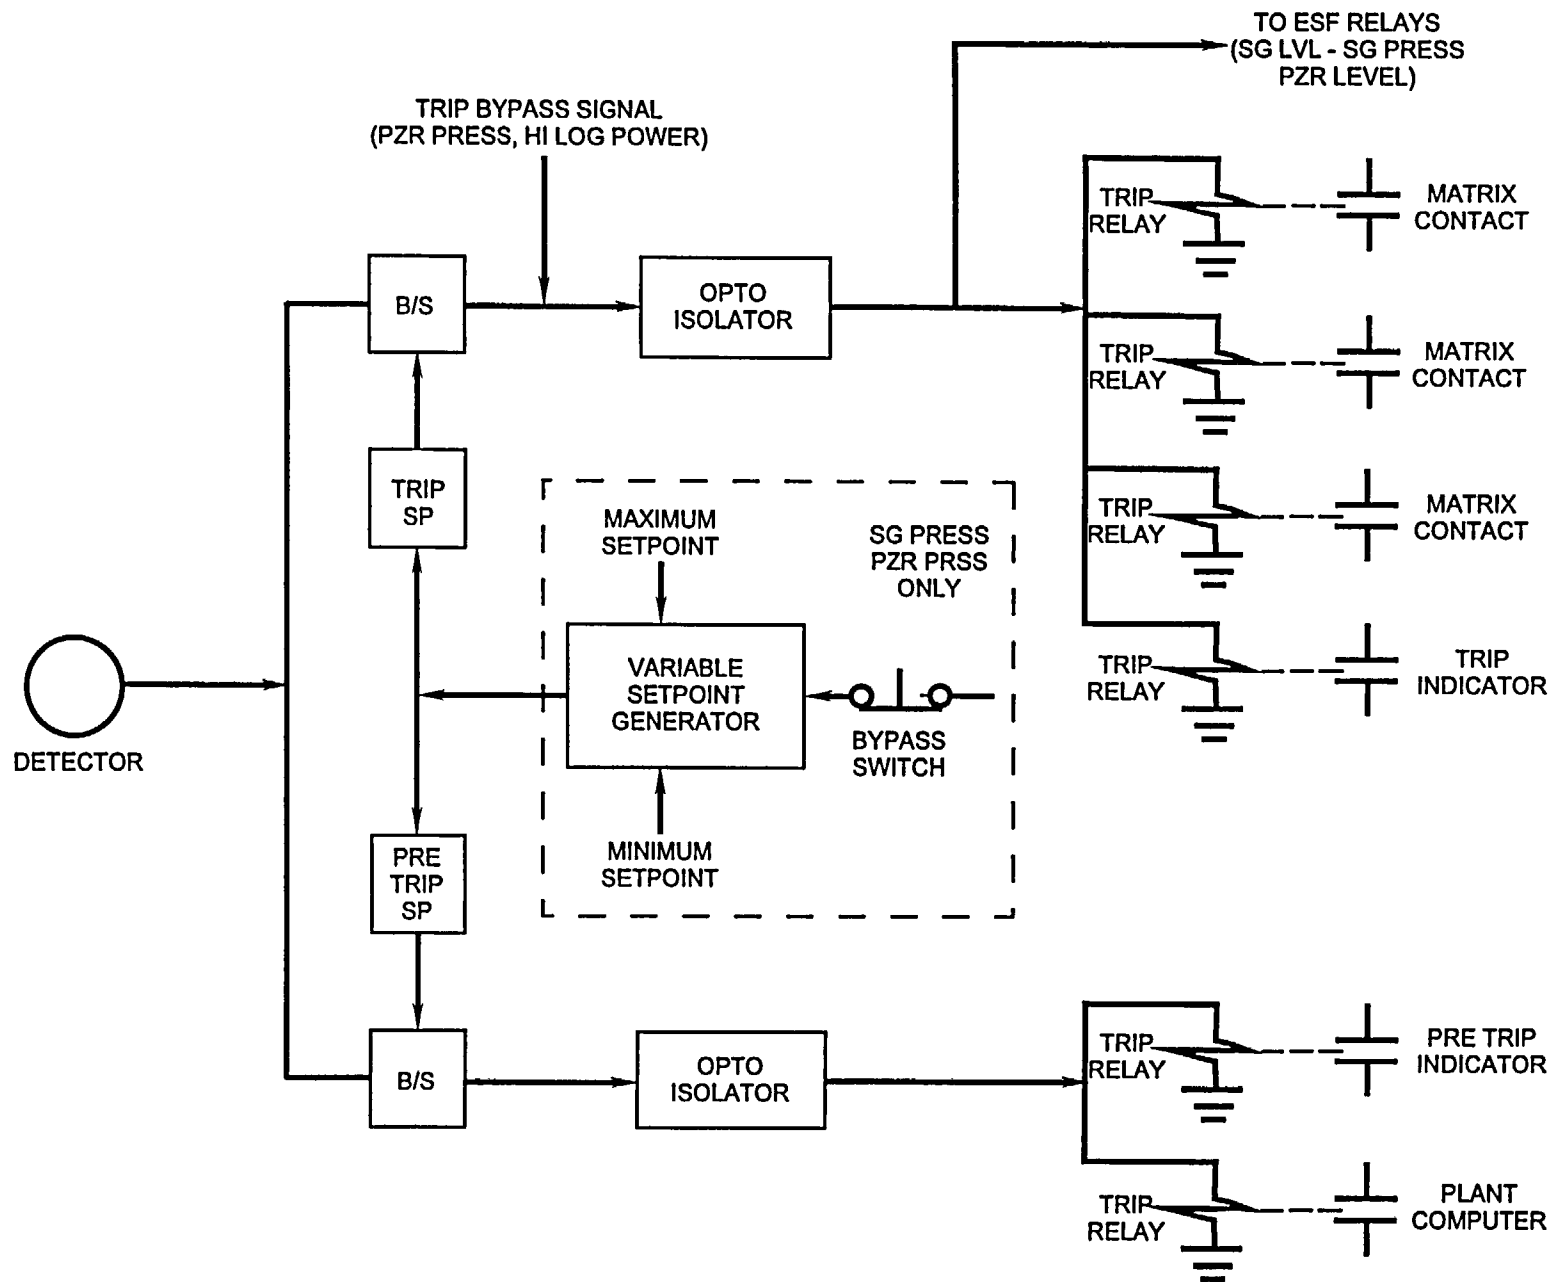 TO ESF RELAYS
(SG LVL - SG PRESS
PZR LEVEL)
TRIP BYPASS SIGNAL
(PZR PRESS, HI LOG POWER)
TRIP
RELAY
MATRIX
CONTACT
B/S
OPTO
ISOLATOR
TRIP
RELAY
MATRIX
CONTACT
TRIP
SP
MAXIMUM
SETPOINT
SG PRESS
PZR PRSS
ONLY
TRIP
RELAY
MATRIX
CONTACT
VARIABLE
SETPOINT
GENERATOR
TRIP
RELAY
TRIP
INDICATOR
DETECTOR
BYPASS
SWITCH
MINIMUM
SETPOINT
PRE
TRIP
SP
B/S
OPTO
ISOLATOR
TRIP
RELAY
PRE TRIP
INDICATOR
TRIP
RELAY
PLANT
COMPUTER